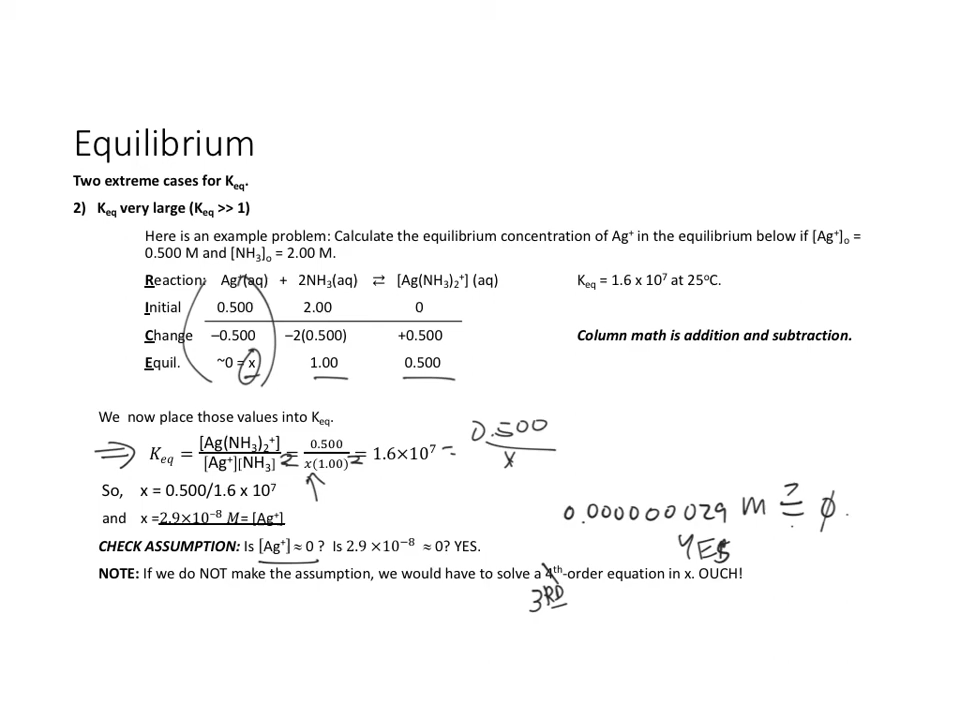 Equilibrium
Two extreme cases for Keq.
2) Keq very large (Keq >> 1)
Here is an example problem: Calculate the equilibrium concentration of Ag⁺ in the equilibrium below if [Ag⁺]o =
0.500 M and [NH₃]o = 2.00 M.
Reaction: Ag⁺(aq) + 2NH₃(aq) ⇄ [Ag(NH₃)₂⁺] (aq) Keq = 1.6 x 10⁷ at 25°C.
Initial 0.500 2.00 0
Change –0.500 –2(0.500) +0.500 Column math is addition and subtraction.
Equil. ~0 = x 1.00 0.500
We now place those values into Keq.
⇒ Keq = [Ag(NH₃)₂⁺]/[Ag⁺][NH₃]² = 0.500/x(1.00)² = 1.6×10⁷ = 0.500/x
So, x = 0.500/1.6 x 10⁷
and x =2.9×10⁻⁸ M= [Ag⁺]
0.000000029 M ≟ ϕ.
YES
CHECK ASSUMPTION: Is [Ag⁺] ≈ 0 ? Is 2.9 ×10⁻⁸ ≈ 0? YES.
NOTE: If we do NOT make the assumption, we would have to solve a 4th-order equation in x. OUCH!
3RD